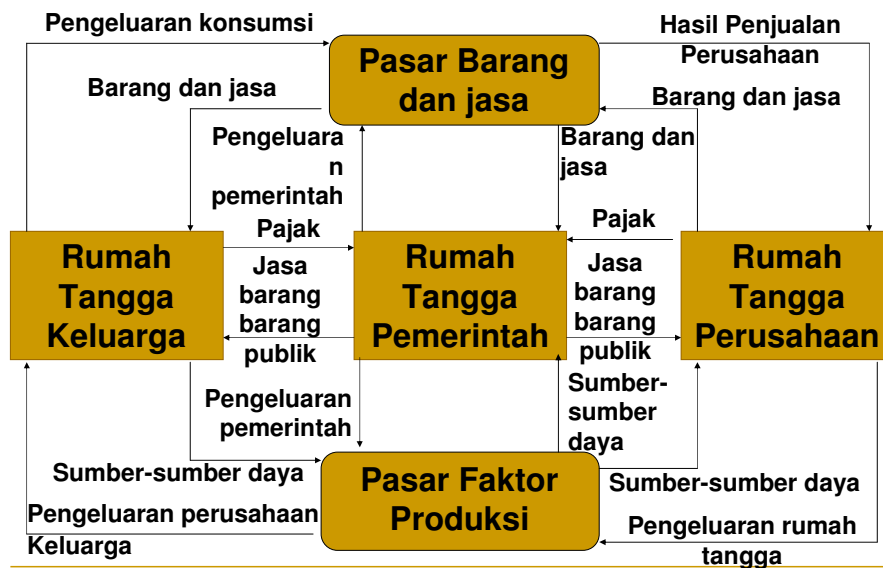 Pengeluaran konsumsi
Hasil Penjualan
Perusahaan
Pasar Barang
dan jasa
Barang dan jasa
Barang dan jasa
Pengeluara
n
pemerintah
Barang dan
jasa
Pajak
Pajak
Rumah
Tangga
Keluarga
Jasa
barang
barang
publik
Rumah
Tangga
Pemerintah
Jasa
barang
barang
publik
Rumah
Tangga
Perusahaan
Pengeluaran
pemerintah
Sumber-
sumber
daya
Sumber-sumber daya
Pasar Faktor
Produksi
Sumber-sumber daya
Pengeluaran perusahaan
Keluarga
Pengeluaran rumah
tangga